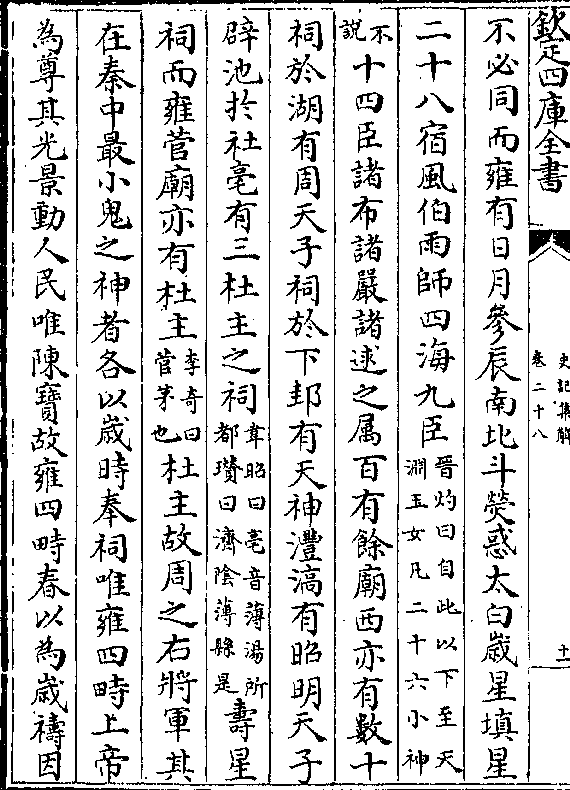 欽定四庫全書
史記集解
卷二十八
十一
不必同而雍有日月參辰南北斗熒惑太白歲星填星
二十八宿風伯雨師四海九臣
晉灼曰自此以下至天
淵玉女凡二十六小神
不
說
十四臣諸布諸嚴諸逑之屬百有餘廟西亦有數十
祠於湖有周天子祠於下邽有天神灃滈有昭明天子
辟池於社亳有三杜主之祠
韋昭曰亳音薄湯所
都瓚曰濟陰薄縣是
壽星
祠而雍菅廟亦有杜主
李奇曰
菅茅也
杜主故周之右將軍其
在秦中最小鬼之神者各以歲時奉祠唯雍四畤上帝
為尊其光景動人民唯陳寶故雍四畤春以為歲禱因